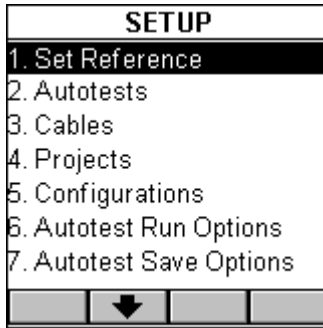 SETUP
1. Set Reference
2. Autotests
3. Cables
4. Projects
5. Configurations
6. Autotest Run Options
7. Autotest Save Options